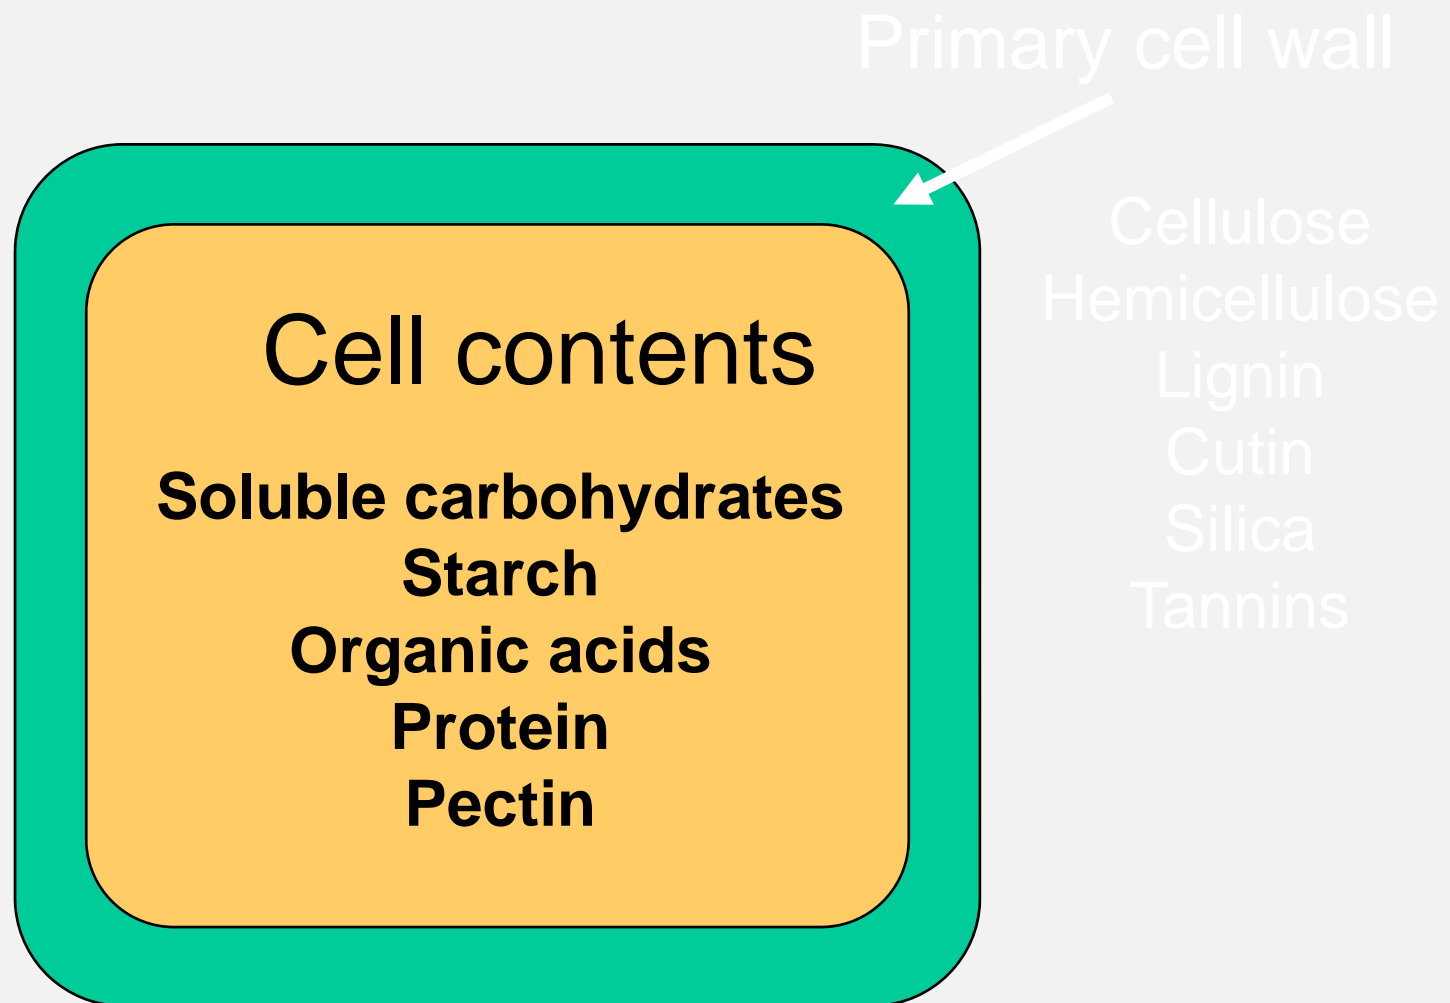 Primary cell wall
Cellulose
Hemicellulose
Lignin
Cutin
Silica
Tannins
Cell contents
Soluble carbohydrates
Starch
Organic acids
Protein
Pectin